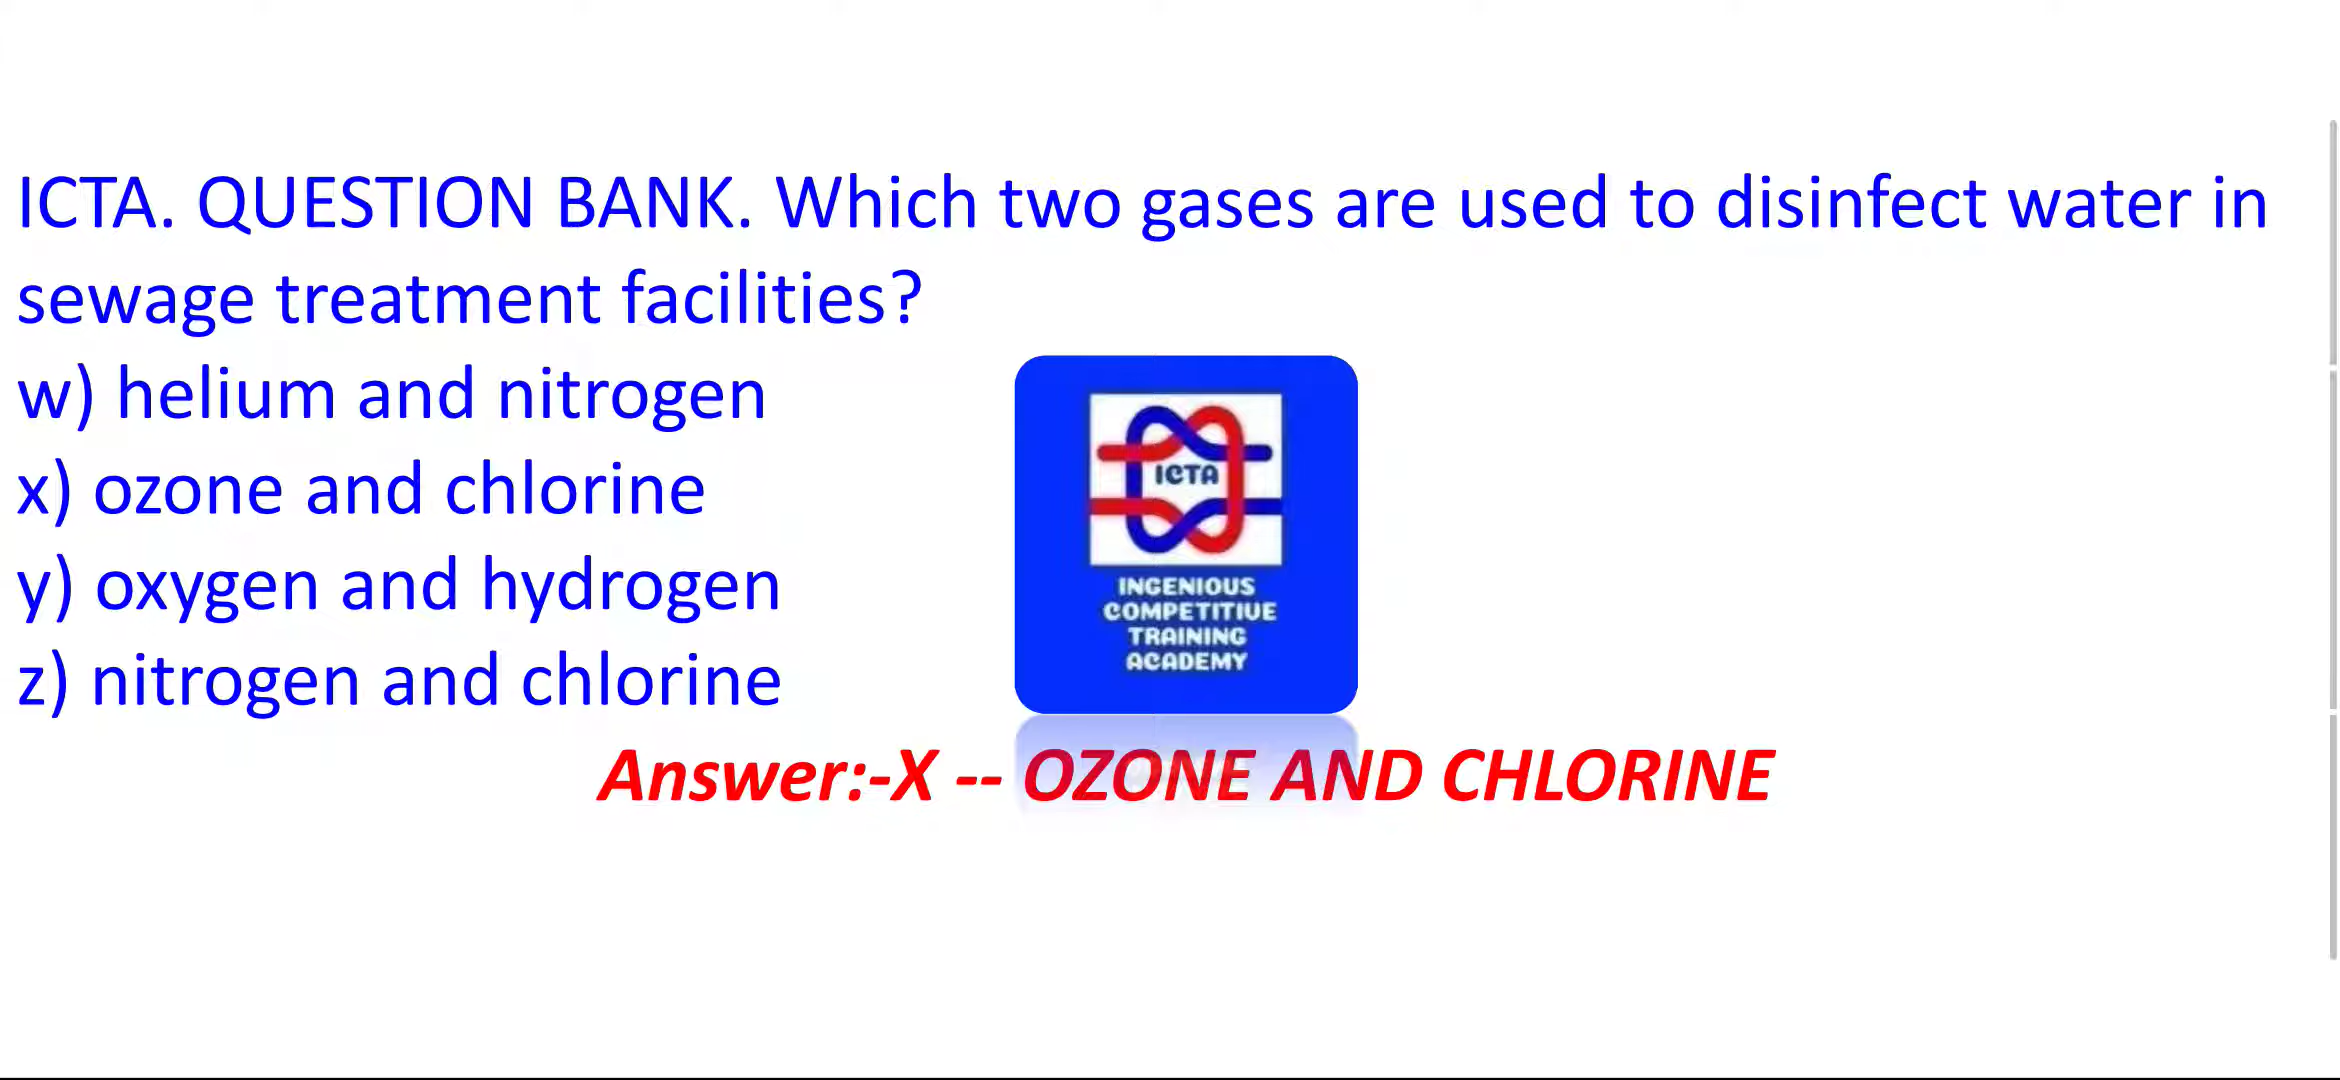 ICTA. QUESTION BANK. Which two gases are used to disinfect water in
sewage treatment facilities?
w) helium and nitrogen
x) ozone and chlorine
y) oxygen and hydrogen
z) nitrogen and chlorine
ICTA
INGENIOUS
COMPETITIVE
TRAINING
ACADEMY
Answer:-X -- OZONE AND CHLORINE